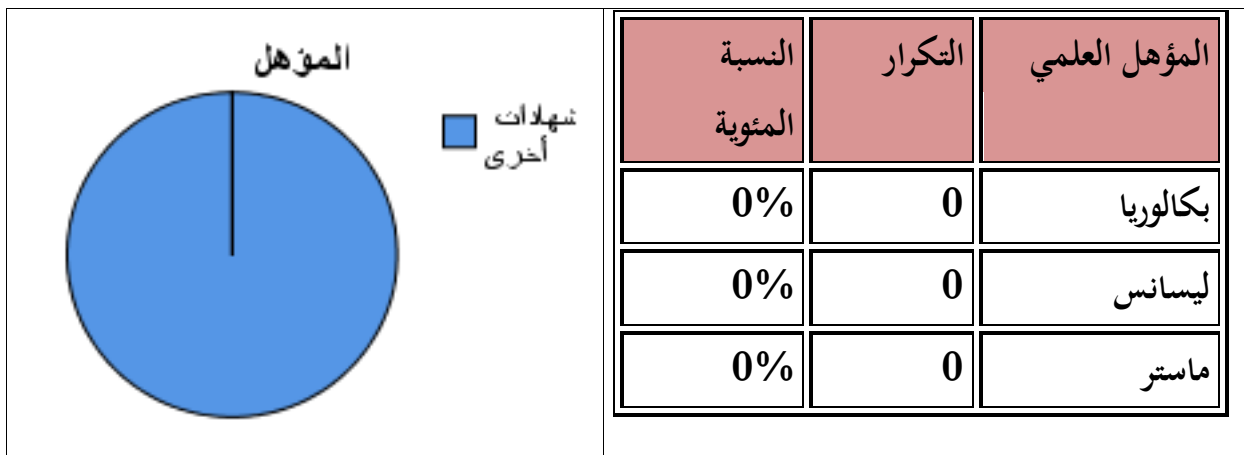 المؤهل العلمي التكرار النسبة المئوية
بكالوريا 0 0%
ليسانس 0 0%
ماستر 0 0%
المؤهل
شهادات
أخرى